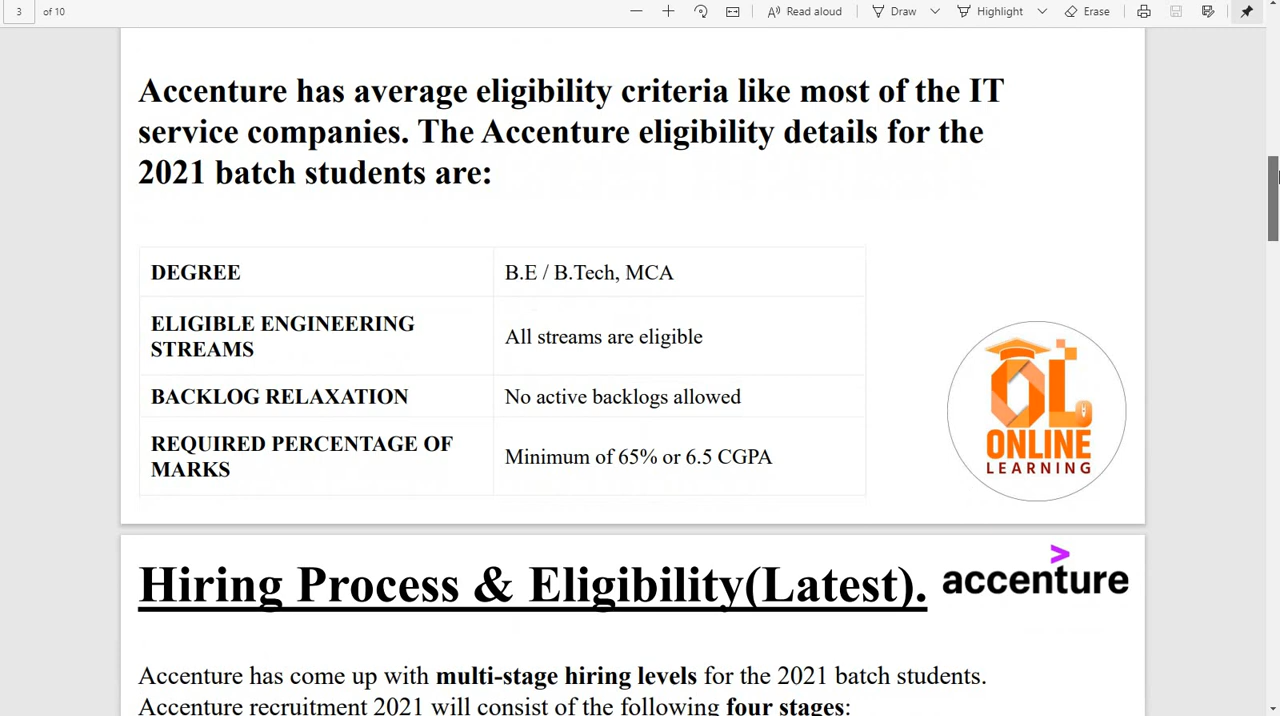 3 of 10 Read aloud Draw Highlight Erase
Accenture has average eligibility criteria like most of the IT
service companies. The Accenture eligibility details for the
2021 batch students are:
DEGREE B.E / B.Tech, MCA
ELIGIBLE ENGINEERING
STREAMS
All streams are eligible
BACKLOG RELAXATION No active backlogs allowed
REQUIRED PERCENTAGE OF
MARKS
Minimum of 65% or 6.5 CGPA
OL
ONLINE
LEARNING
Hiring Process & Eligibility(Latest).
accenture
Accenture has come up with multi-stage hiring levels for the 2021 batch students.
Accenture recruitment 2021 will consist of the following four stages: